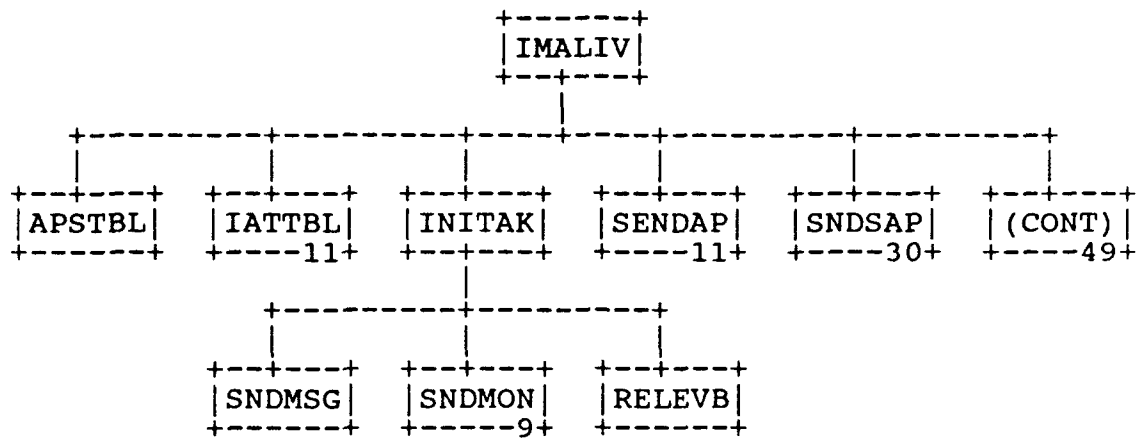 IMALIV
APSTBL IATTBL INITAK SENDAP SNDSAP (CONT)
11 11 30 49
SNDMSG SNDMON RELEVB
9